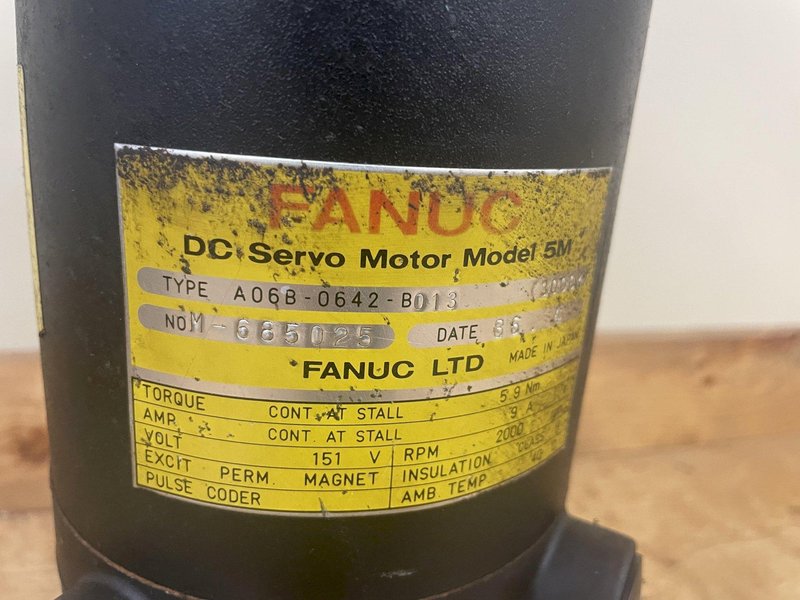 FANUC
DC Servo Motor Model 5M
TYPE A06B-0642-B013
NO M-685025 DATE 86.
FANUC LTD MADE IN JAPAN
TORQUE CONT. AT STALL 5.9 Nm
AMP. CONT. AT STALL 9 A
VOLT 151 V RPM 2000
EXCIT PERM. MAGNET INSULATION CLASS
PULSE CODER AMB TEMP 40